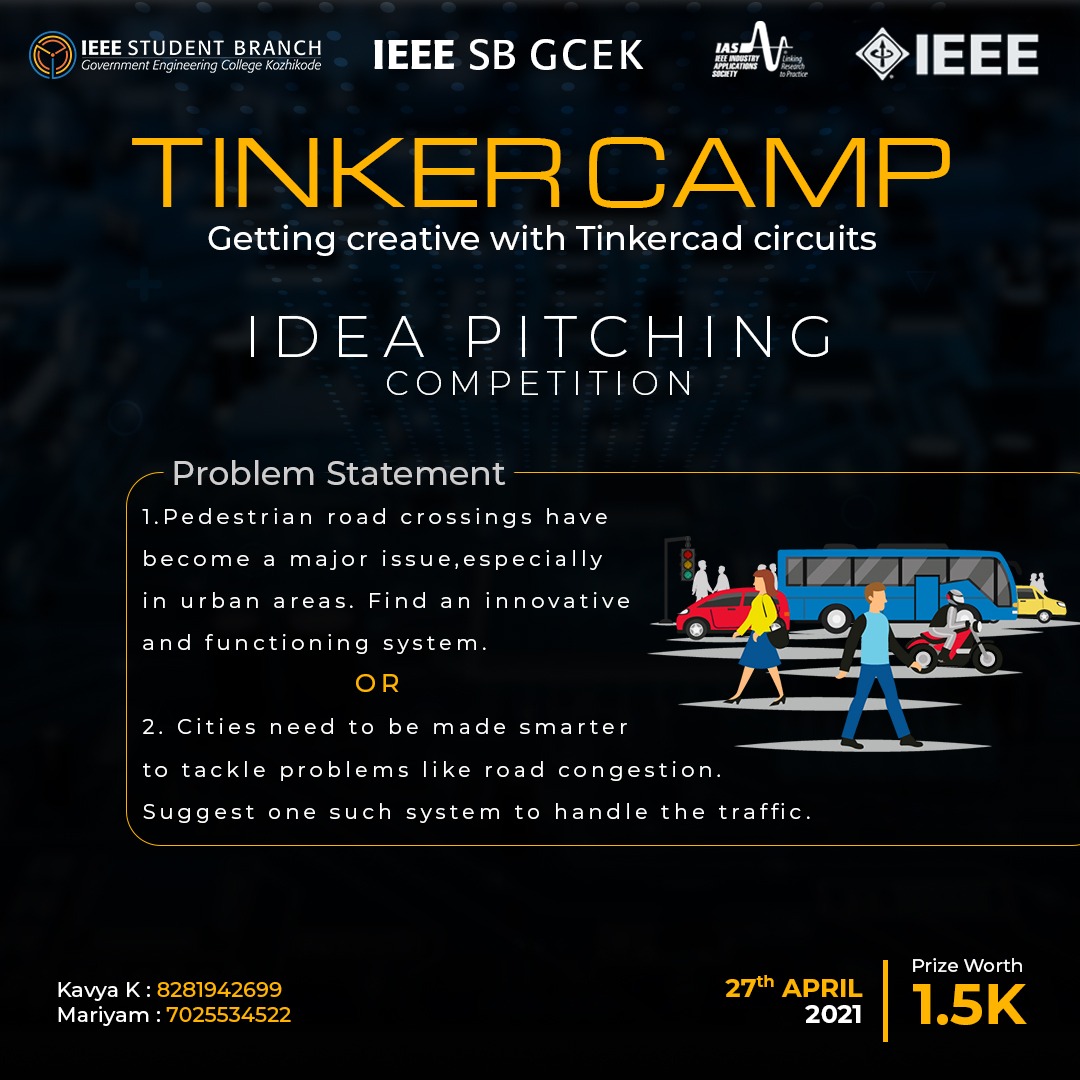 IEEE STUDENT BRANCH
Government Engineering College Kozhikode
IEEE SB GCEK
IAS
IEEE INDUSTRY
APPLICATIONS
SOCIETY
Linking
Research
to Practice
IEEE
TINKER CAMP
Getting creative with Tinkercad circuits
IDEA PITCHING
COMPETITION
Problem Statement
1.Pedestrian road crossings have
become a major issue,especially
in urban areas. Find an innovative
and functioning system.
OR
2. Cities need to be made smarter
to tackle problems like road congestion.
Suggest one such system to handle the traffic.
Kavya K : 8281942699
Mariyam : 7025534522
27th APRIL
2021
Prize Worth
1.5K